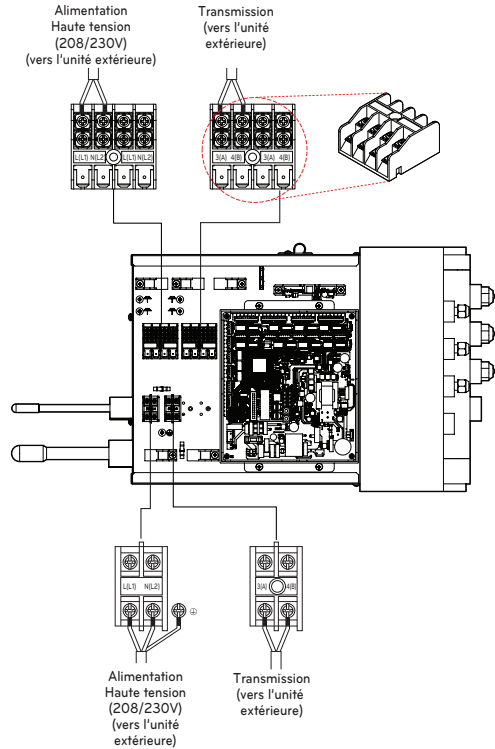 Alimentation
Haute tension
(208/230V)
(vers l'unité extérieure)
Transmission
(vers l'unité
extérieure)
L(L1) N(L2) L(L1) N(L2)
3(A) 4(B) 3(A) 4(B)
L(L1) N(L2)
3(A) 4(B)
Alimentation
Haute tension
(208/230V)
(vers l'unité
extérieure)
Transmission
(vers l'unité
extérieure)